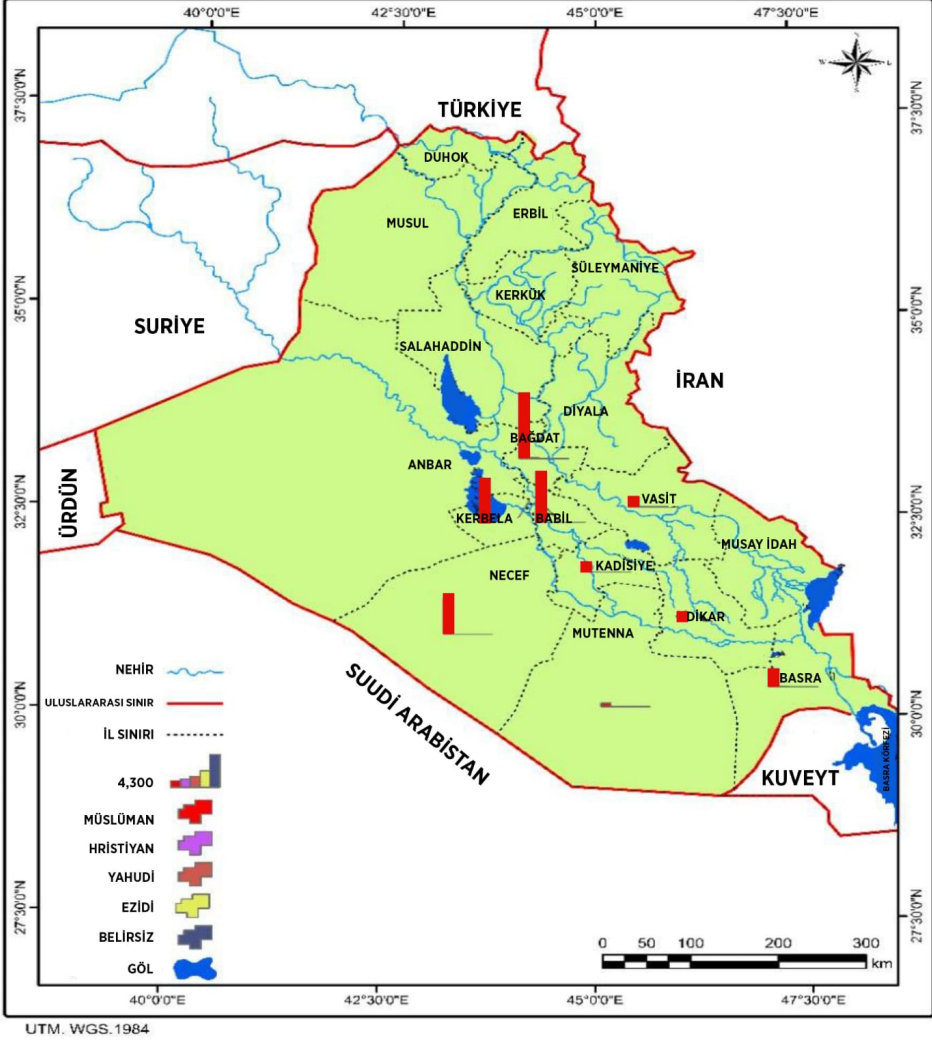 40°0'0"E 42°30'0"E 45°0'0"E 47°30'0"E
37°30'0"N
37°30'0"N
TÜRKİYE
DUHOK
MUSUL
ERBİL
SÜLEYMANİYE
KERKÜK
35°0'0"N
35°0'0"N
SURİYE
SALAHADDİN
İRAN
DİYALA
BAĞDAT
ANBAR
ÜRDÜN
32°30'0"N
32°30'0"N
VASİT
KERBELA
BABİL
MUSAY İDAH
KADİSİYE
NECEF
DİKAR
MUTENNA
SUUDİ ARABİSTAN
BASRA
30°0'0"N
30°0'0"N
BASRA KÖRFEZİ
KUVEYT
NEHİR
ULUSLARARASI SINIR
İL SINIRI
4,300
MÜSLÜMAN
HRİSTİYAN
YAHUDİ
EZİDİ
BELİRSİZ
GÖL
27°30'0"N
27°30'0"N
0 50 100 200 300
km
40°0'0"E 42°30'0"E 45°0'0"E 47°30'0"E
UTM. WGS.1984